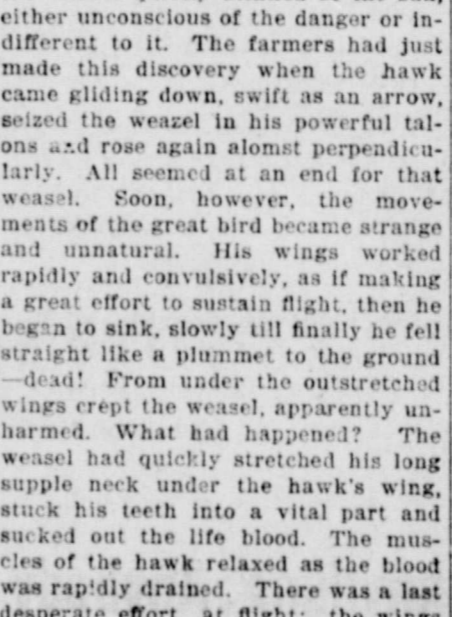 either unconscious of the danger or in-
different to it. The farmers had just
made this discovery when the hawk
came gliding down, swift as an arrow,
seized the weazel in his powerful tal-
ons and rose again alomst perpendicu-
larly. All seemed at an end for that
weasel. Soon, however, the move-
ments of the great bird became strange
and unnatural. His wings worked
rapidly and convulsively, as if making
a great effort to sustain flight, then he
began to sink, slowly till finally he fell
straight like a plummet to the ground
—dead! From under the outstretched
wings crept the weasel, apparently un-
harmed. What had happened? The
weasel had quickly stretched his long
supple neck under the hawk's wing,
stuck his teeth into a vital part and
sucked out the life blood. The mus-
cles of the hawk relaxed as the blood
was rapidly drained. There was a last
desperate effort at flight; the wings